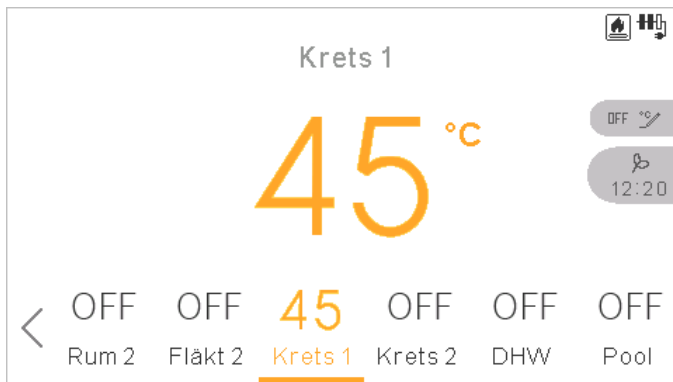 Krets 1
45 °C
OFF °C
12:20
OFF OFF 45 OFF OFF OFF
Rum 2 Fläkt 2 Krets 1 Krets 2 DHW Pool